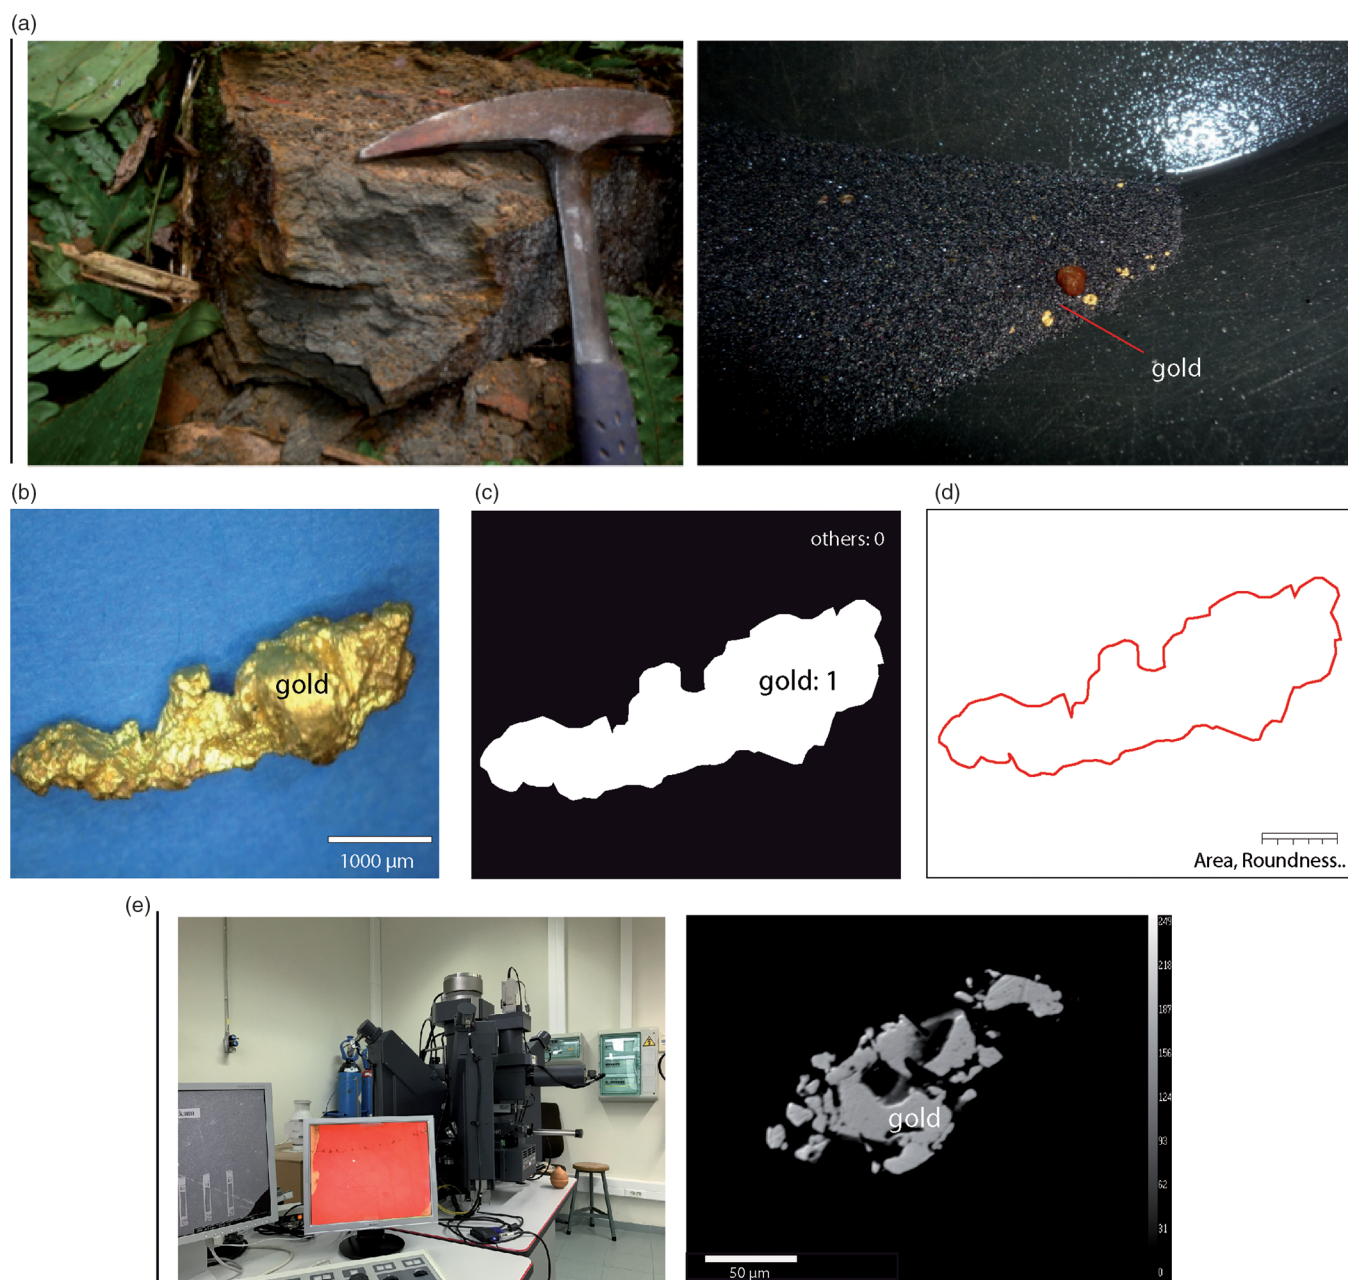 (a)
gold
(b)
(c)
(d)
gold
1000 µm
others: 0
gold: 1
Area, Roundness..
(e)
gold
50 µm
249
218
187
156
124
93
62
31
0